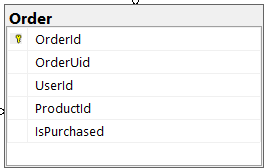 Order
OrderId
OrderUid
UserId
ProductId
IsPurchased